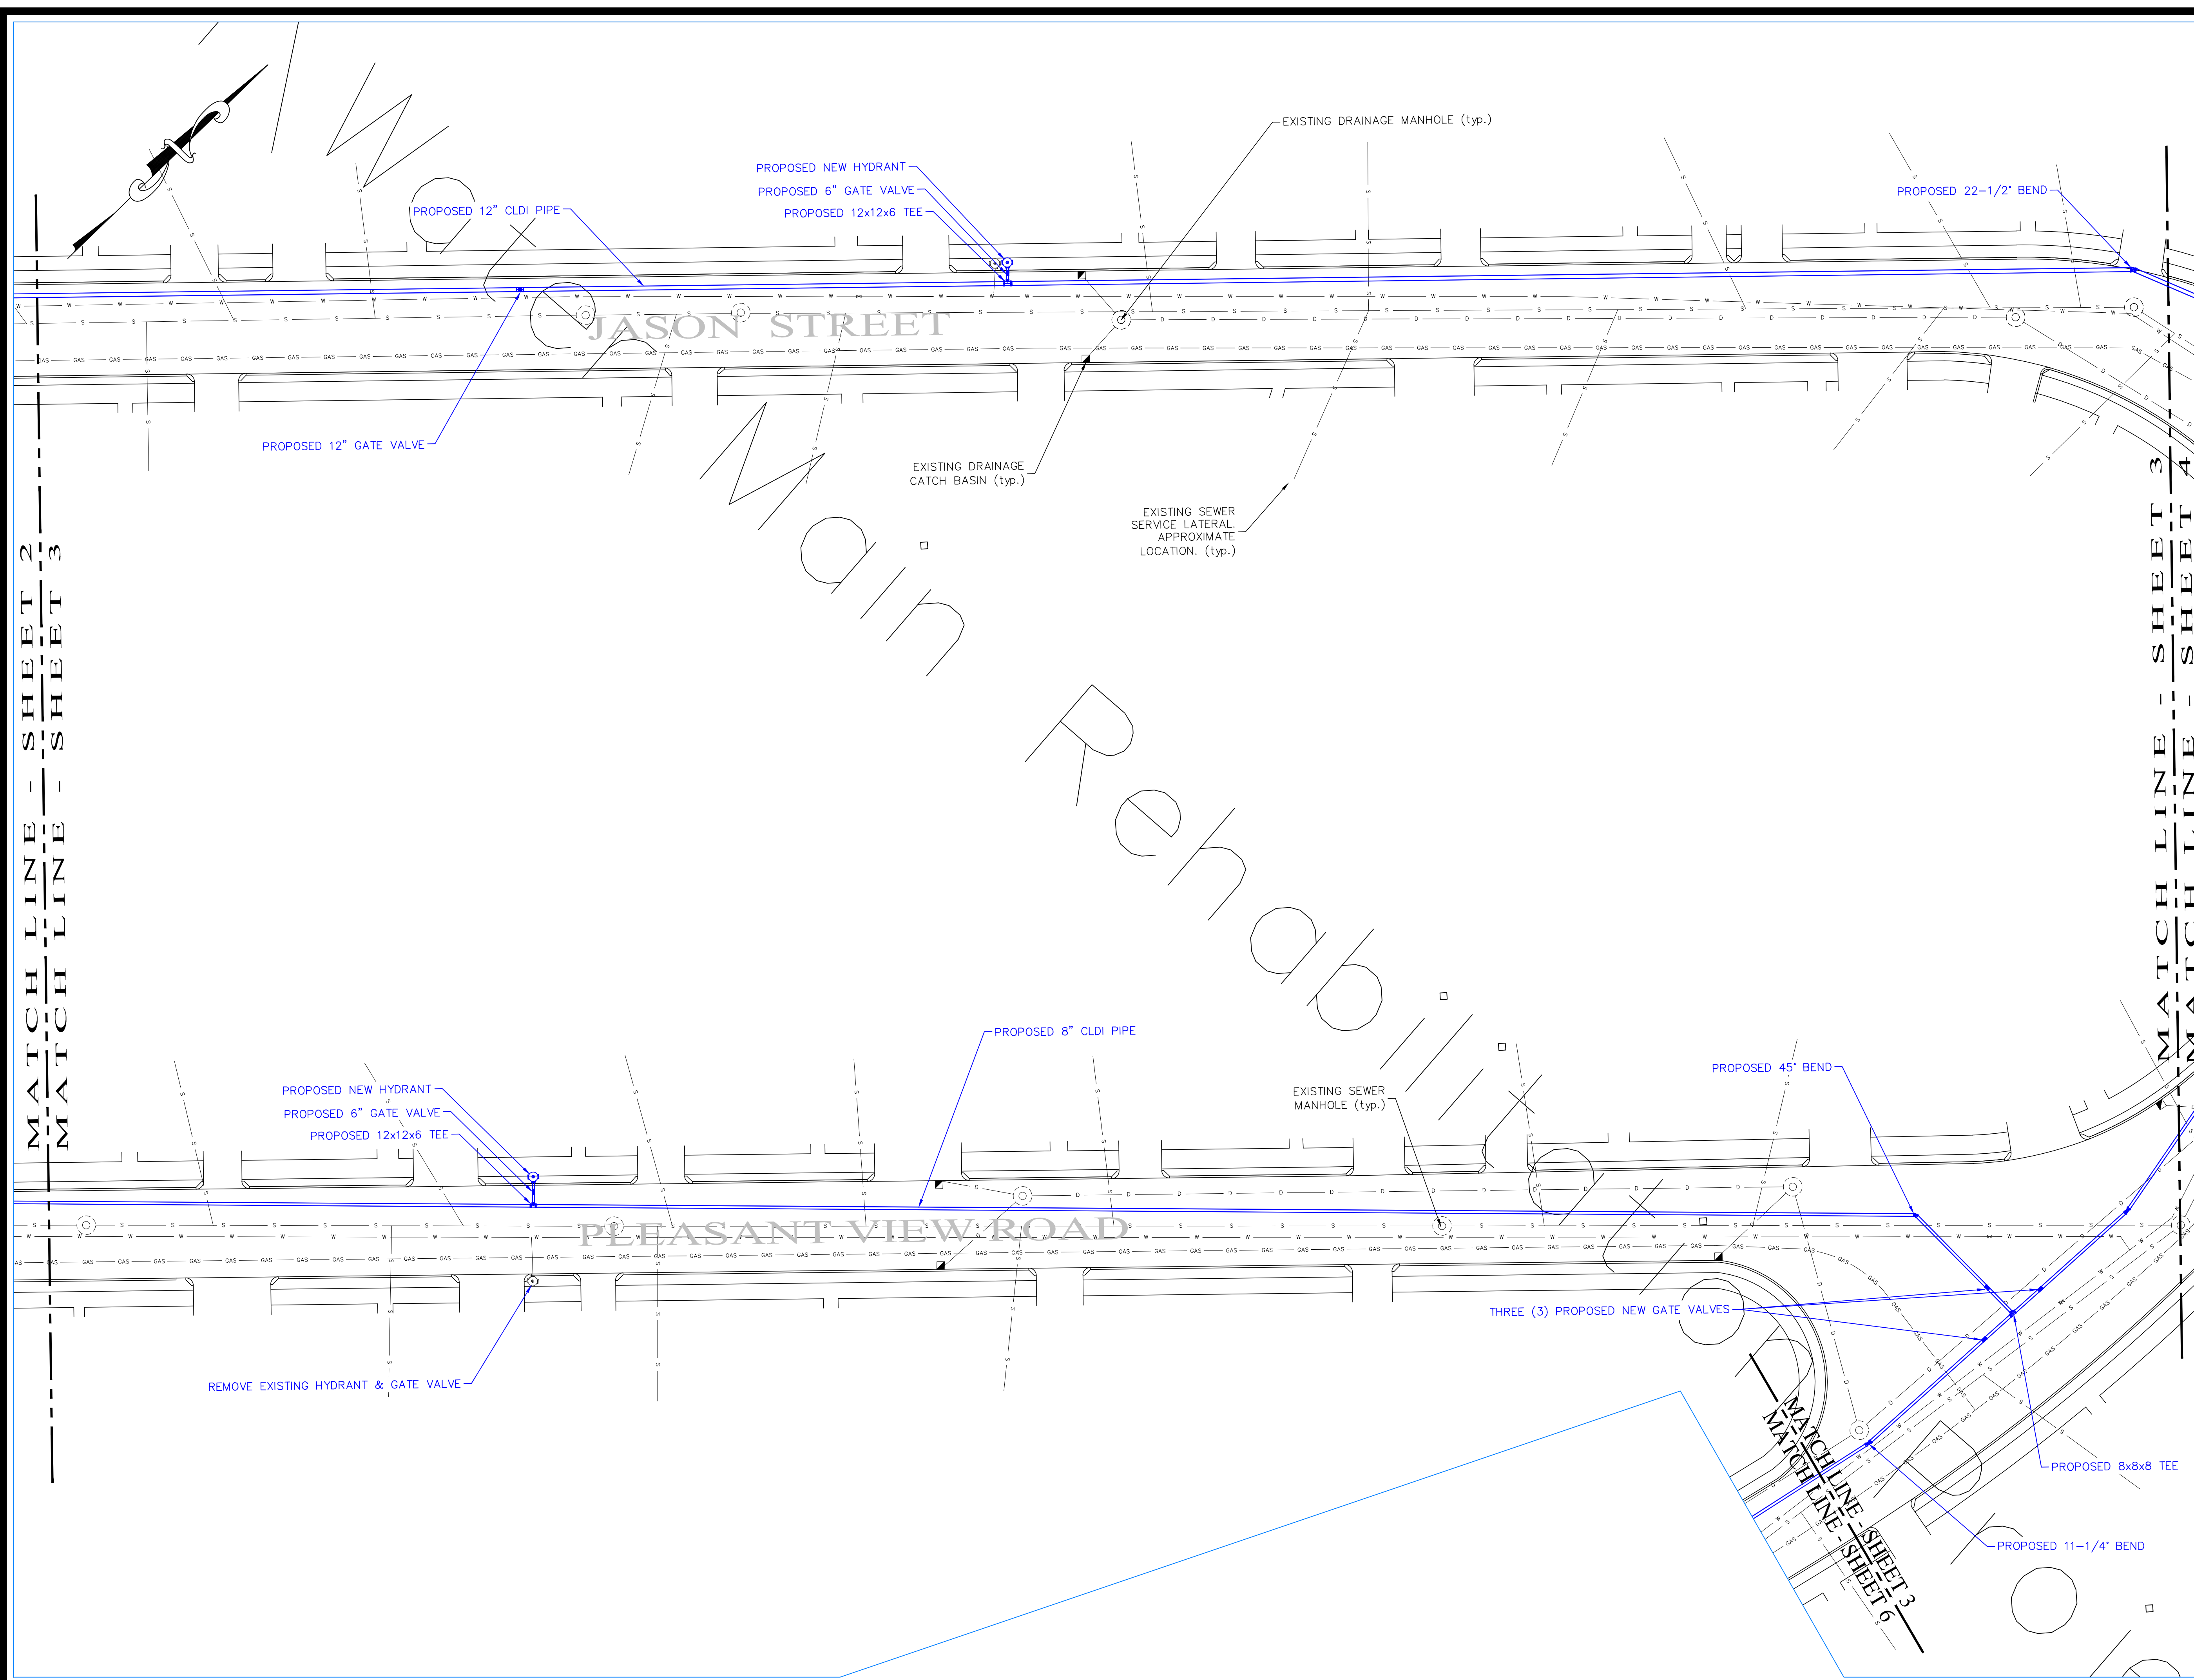 EXISTING DRAINAGE MANHOLE (typ.)
PROPOSED NEW HYDRANT
PROPOSED 6" GATE VALVE
PROPOSED 12x12x6 TEE
PROPOSED 12" CLDI PIPE
PROPOSED 22-1/2° BEND
JASON STREET
PROPOSED 12" GATE VALVE
EXISTING DRAINAGE
CATCH BASIN (typ.)
EXISTING SEWER
SERVICE LATERAL.
APPROXIMATE
LOCATION. (typ.)
MATCH LINE - SHEET 2
MATCH LINE - SHEET 3
MATCH LINE - SHEET 3
MATCH LINE - SHEET 4
Main Rehabilit
PROPOSED 8" CLDI PIPE
PROPOSED NEW HYDRANT
PROPOSED 6" GATE VALVE
PROPOSED 12x12x6 TEE
EXISTING SEWER
MANHOLE (typ.)
PROPOSED 45° BEND
PLEASANT VIEW ROAD
THREE (3) PROPOSED NEW GATE VALVES
REMOVE EXISTING HYDRANT & GATE VALVE
MATCH LINE - SHEET 3
MATCH LINE - SHEET 6
PROPOSED 8x8x8 TEE
PROPOSED 11-1/4° BEND